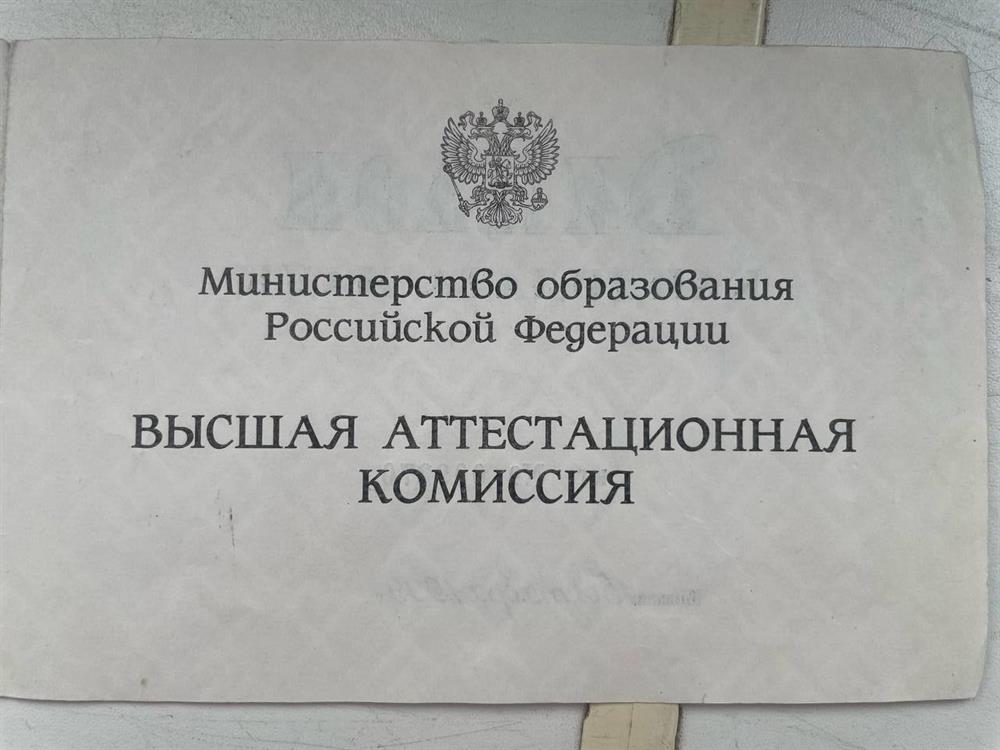 Министерство образования
Российской Федерации
ВЫСШАЯ АТТЕСТАЦИОННАЯ
КОМИССИЯ